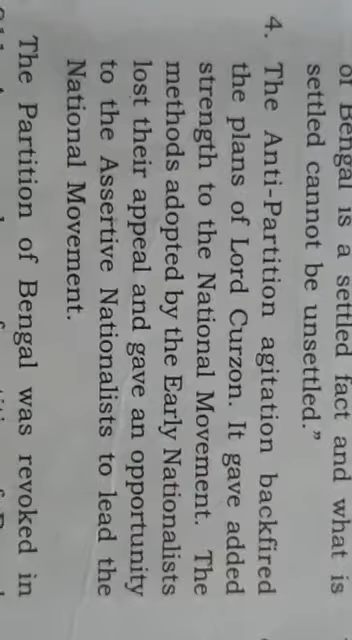 of Bengal is a settled fact and what is
settled cannot be unsettled."
4. The Anti-Partition agitation backfired
the plans of Lord Curzon. It gave added
strength to the National Movement. The
methods adopted by the Early Nationalists
lost their appeal and gave an opportunity
to the Assertive Nationalists to lead the
National Movement.
The Partition of Bengal was revoked in